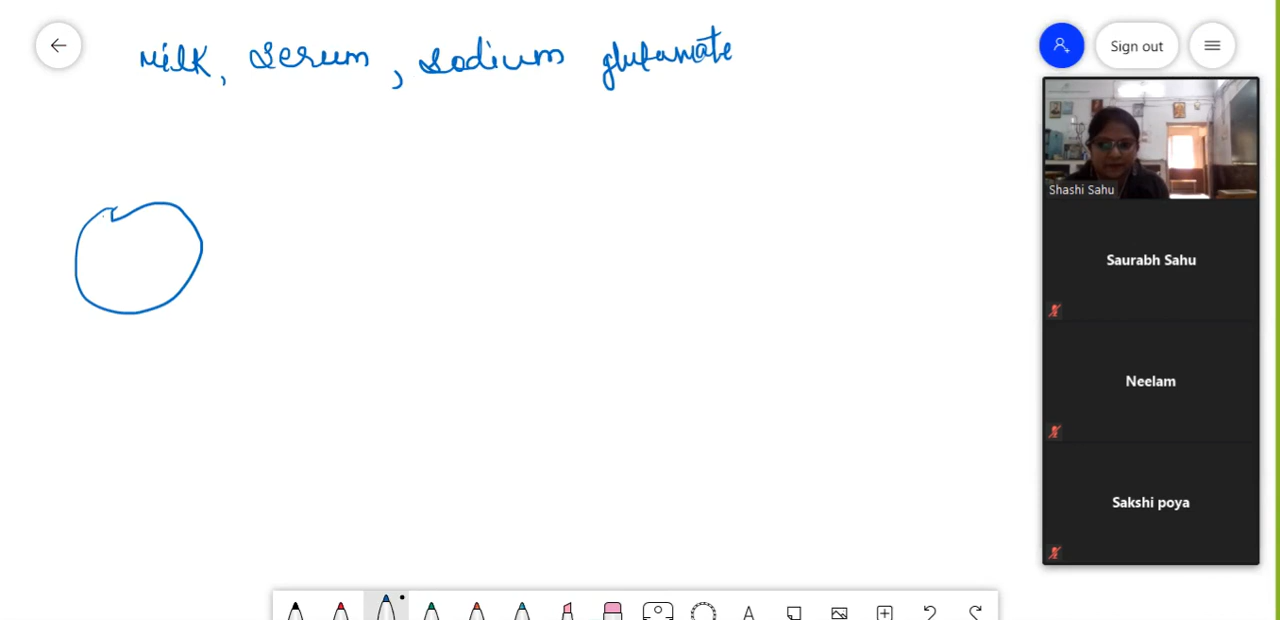 milk, serum, sodium glutamate
Sign out
Shashi Sahu
Saurabh Sahu
Neelam
Sakshi poya